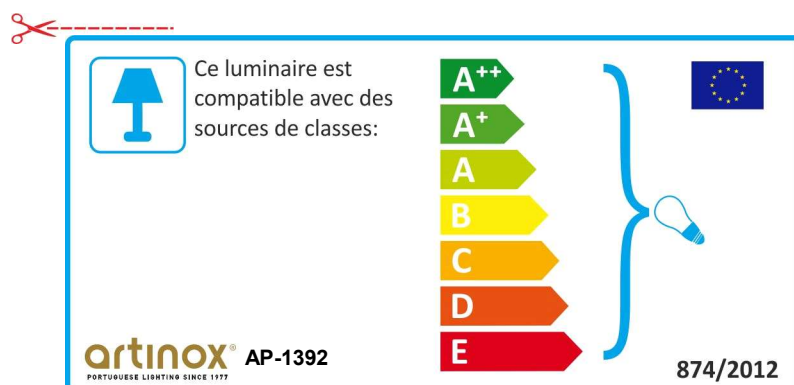 Ce luminaire est
compatible avec des
sources de classes:
A++
A+
A
B
C
D
E
artinox® AP-1392
PORTUGUESE LIGHTING SINCE 1977
874/2012